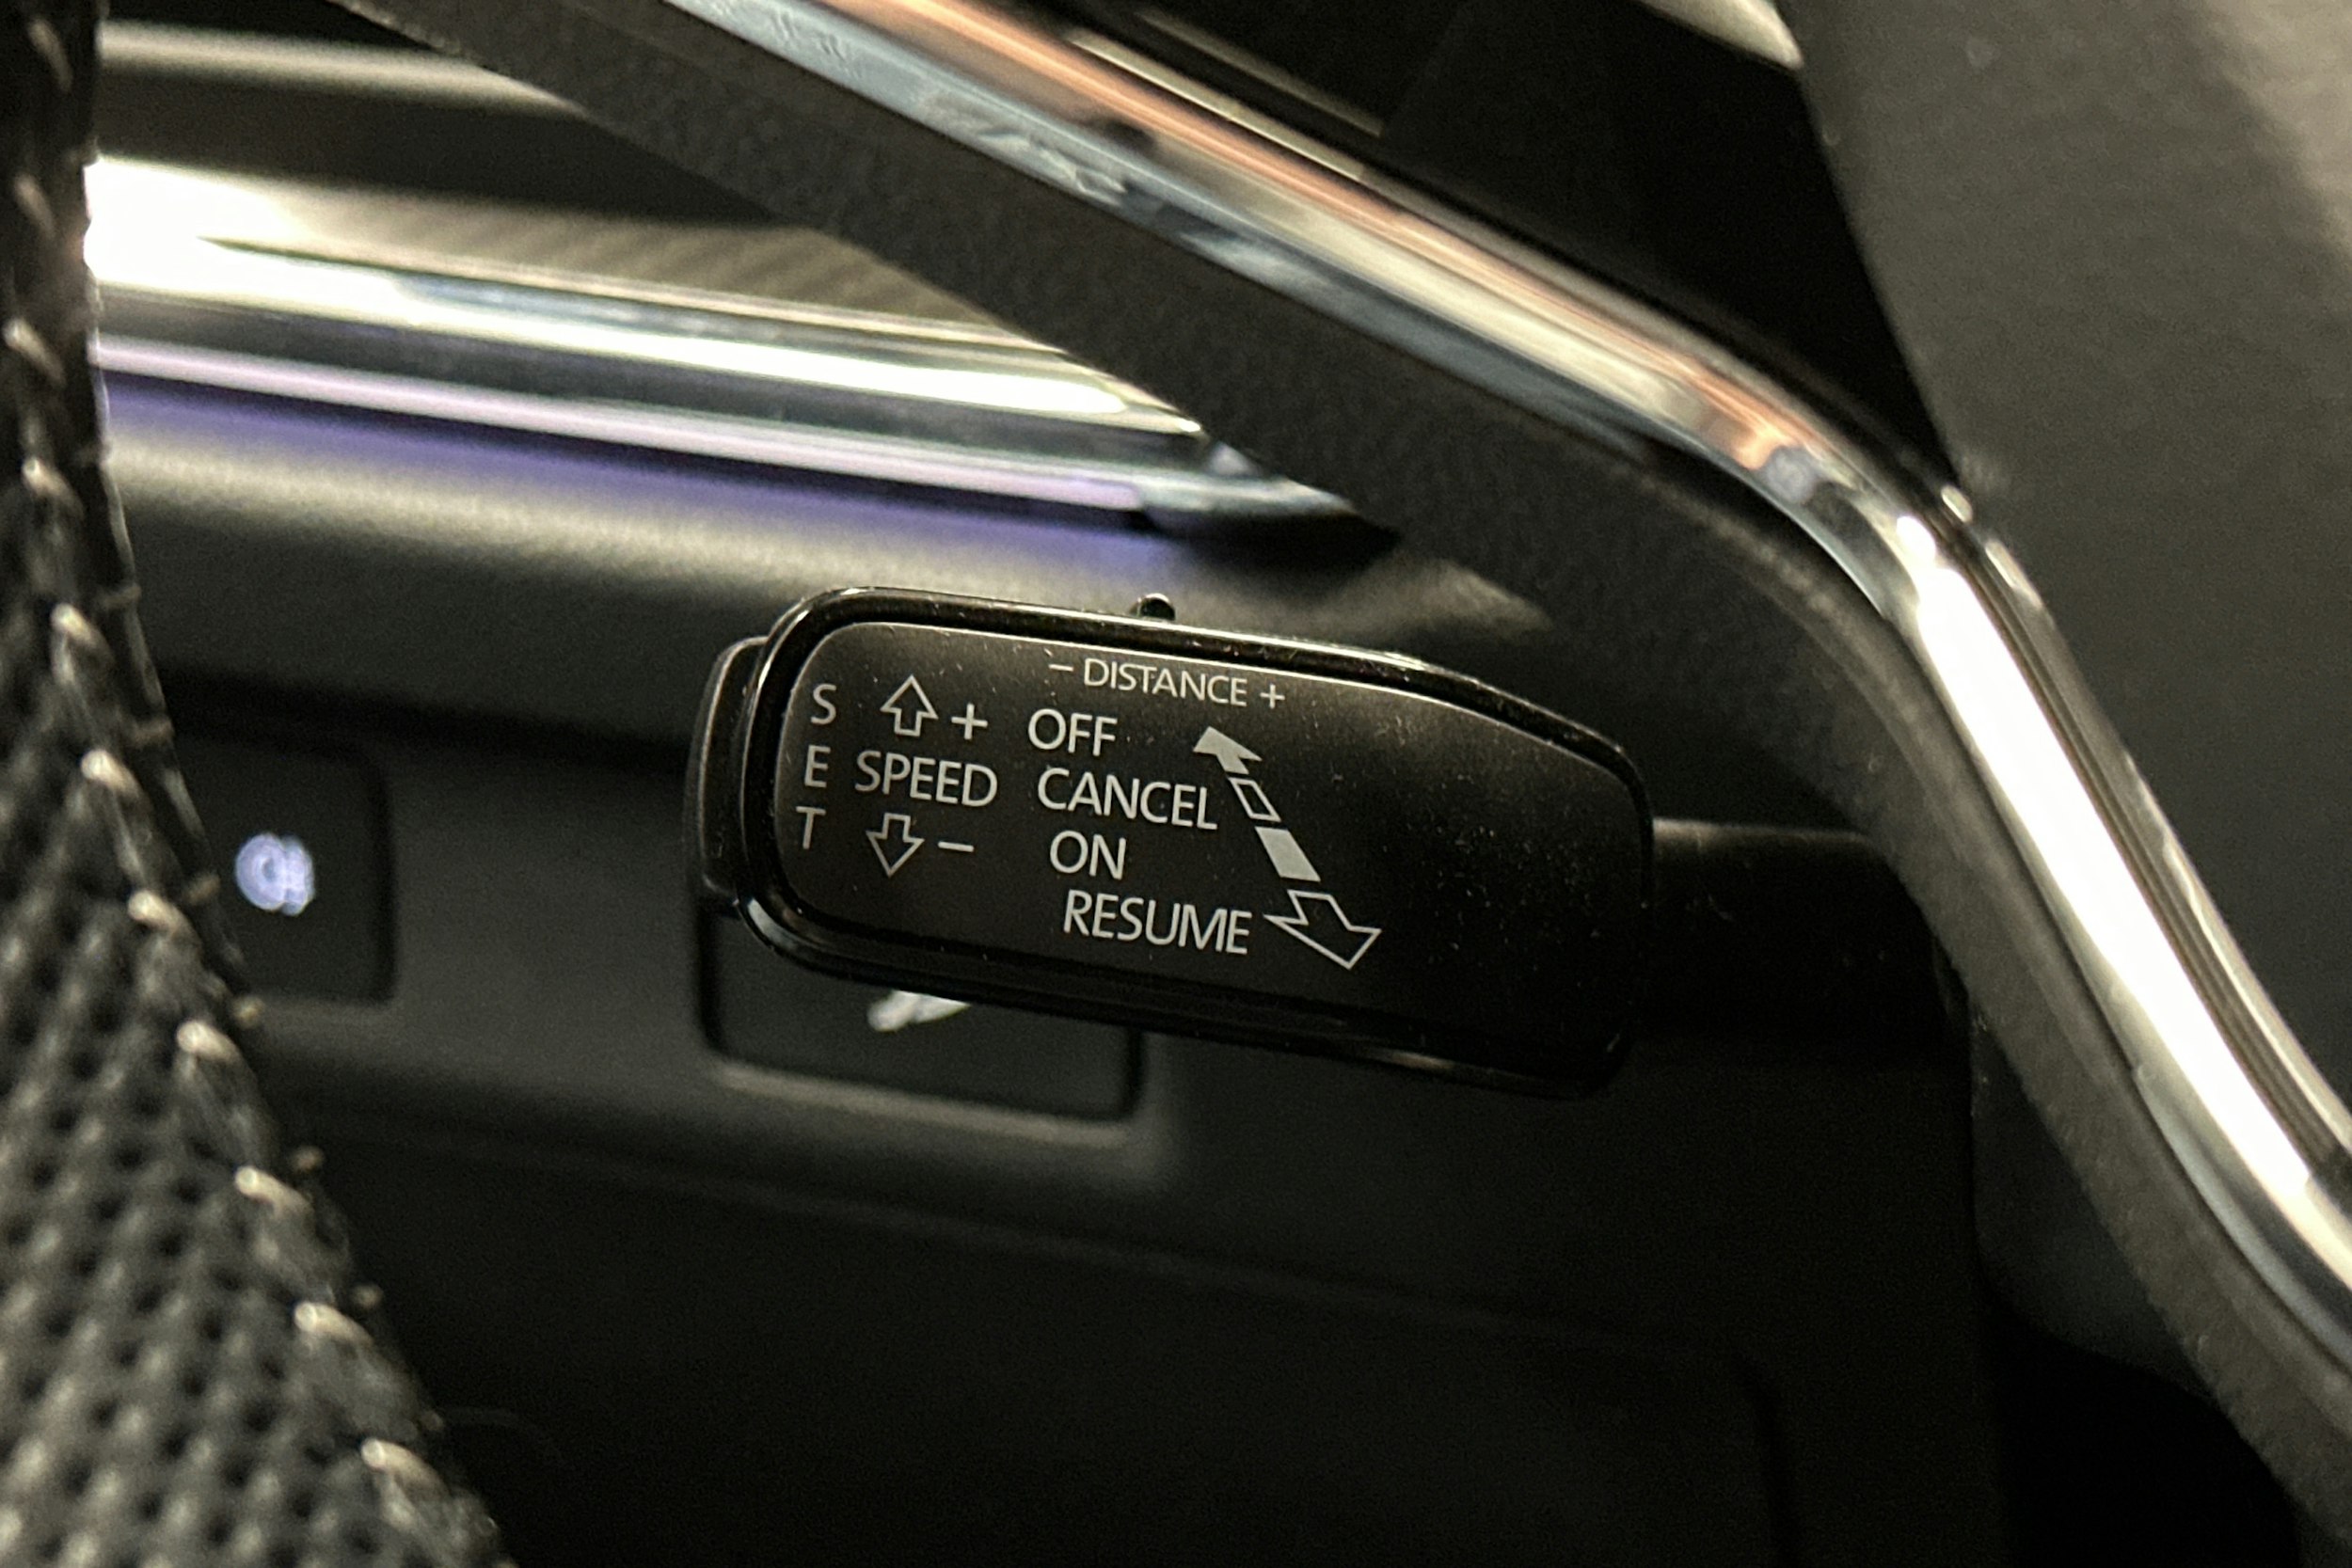 − DISTANCE +
S + OFF
E SPEED CANCEL
T − ON
RESUME